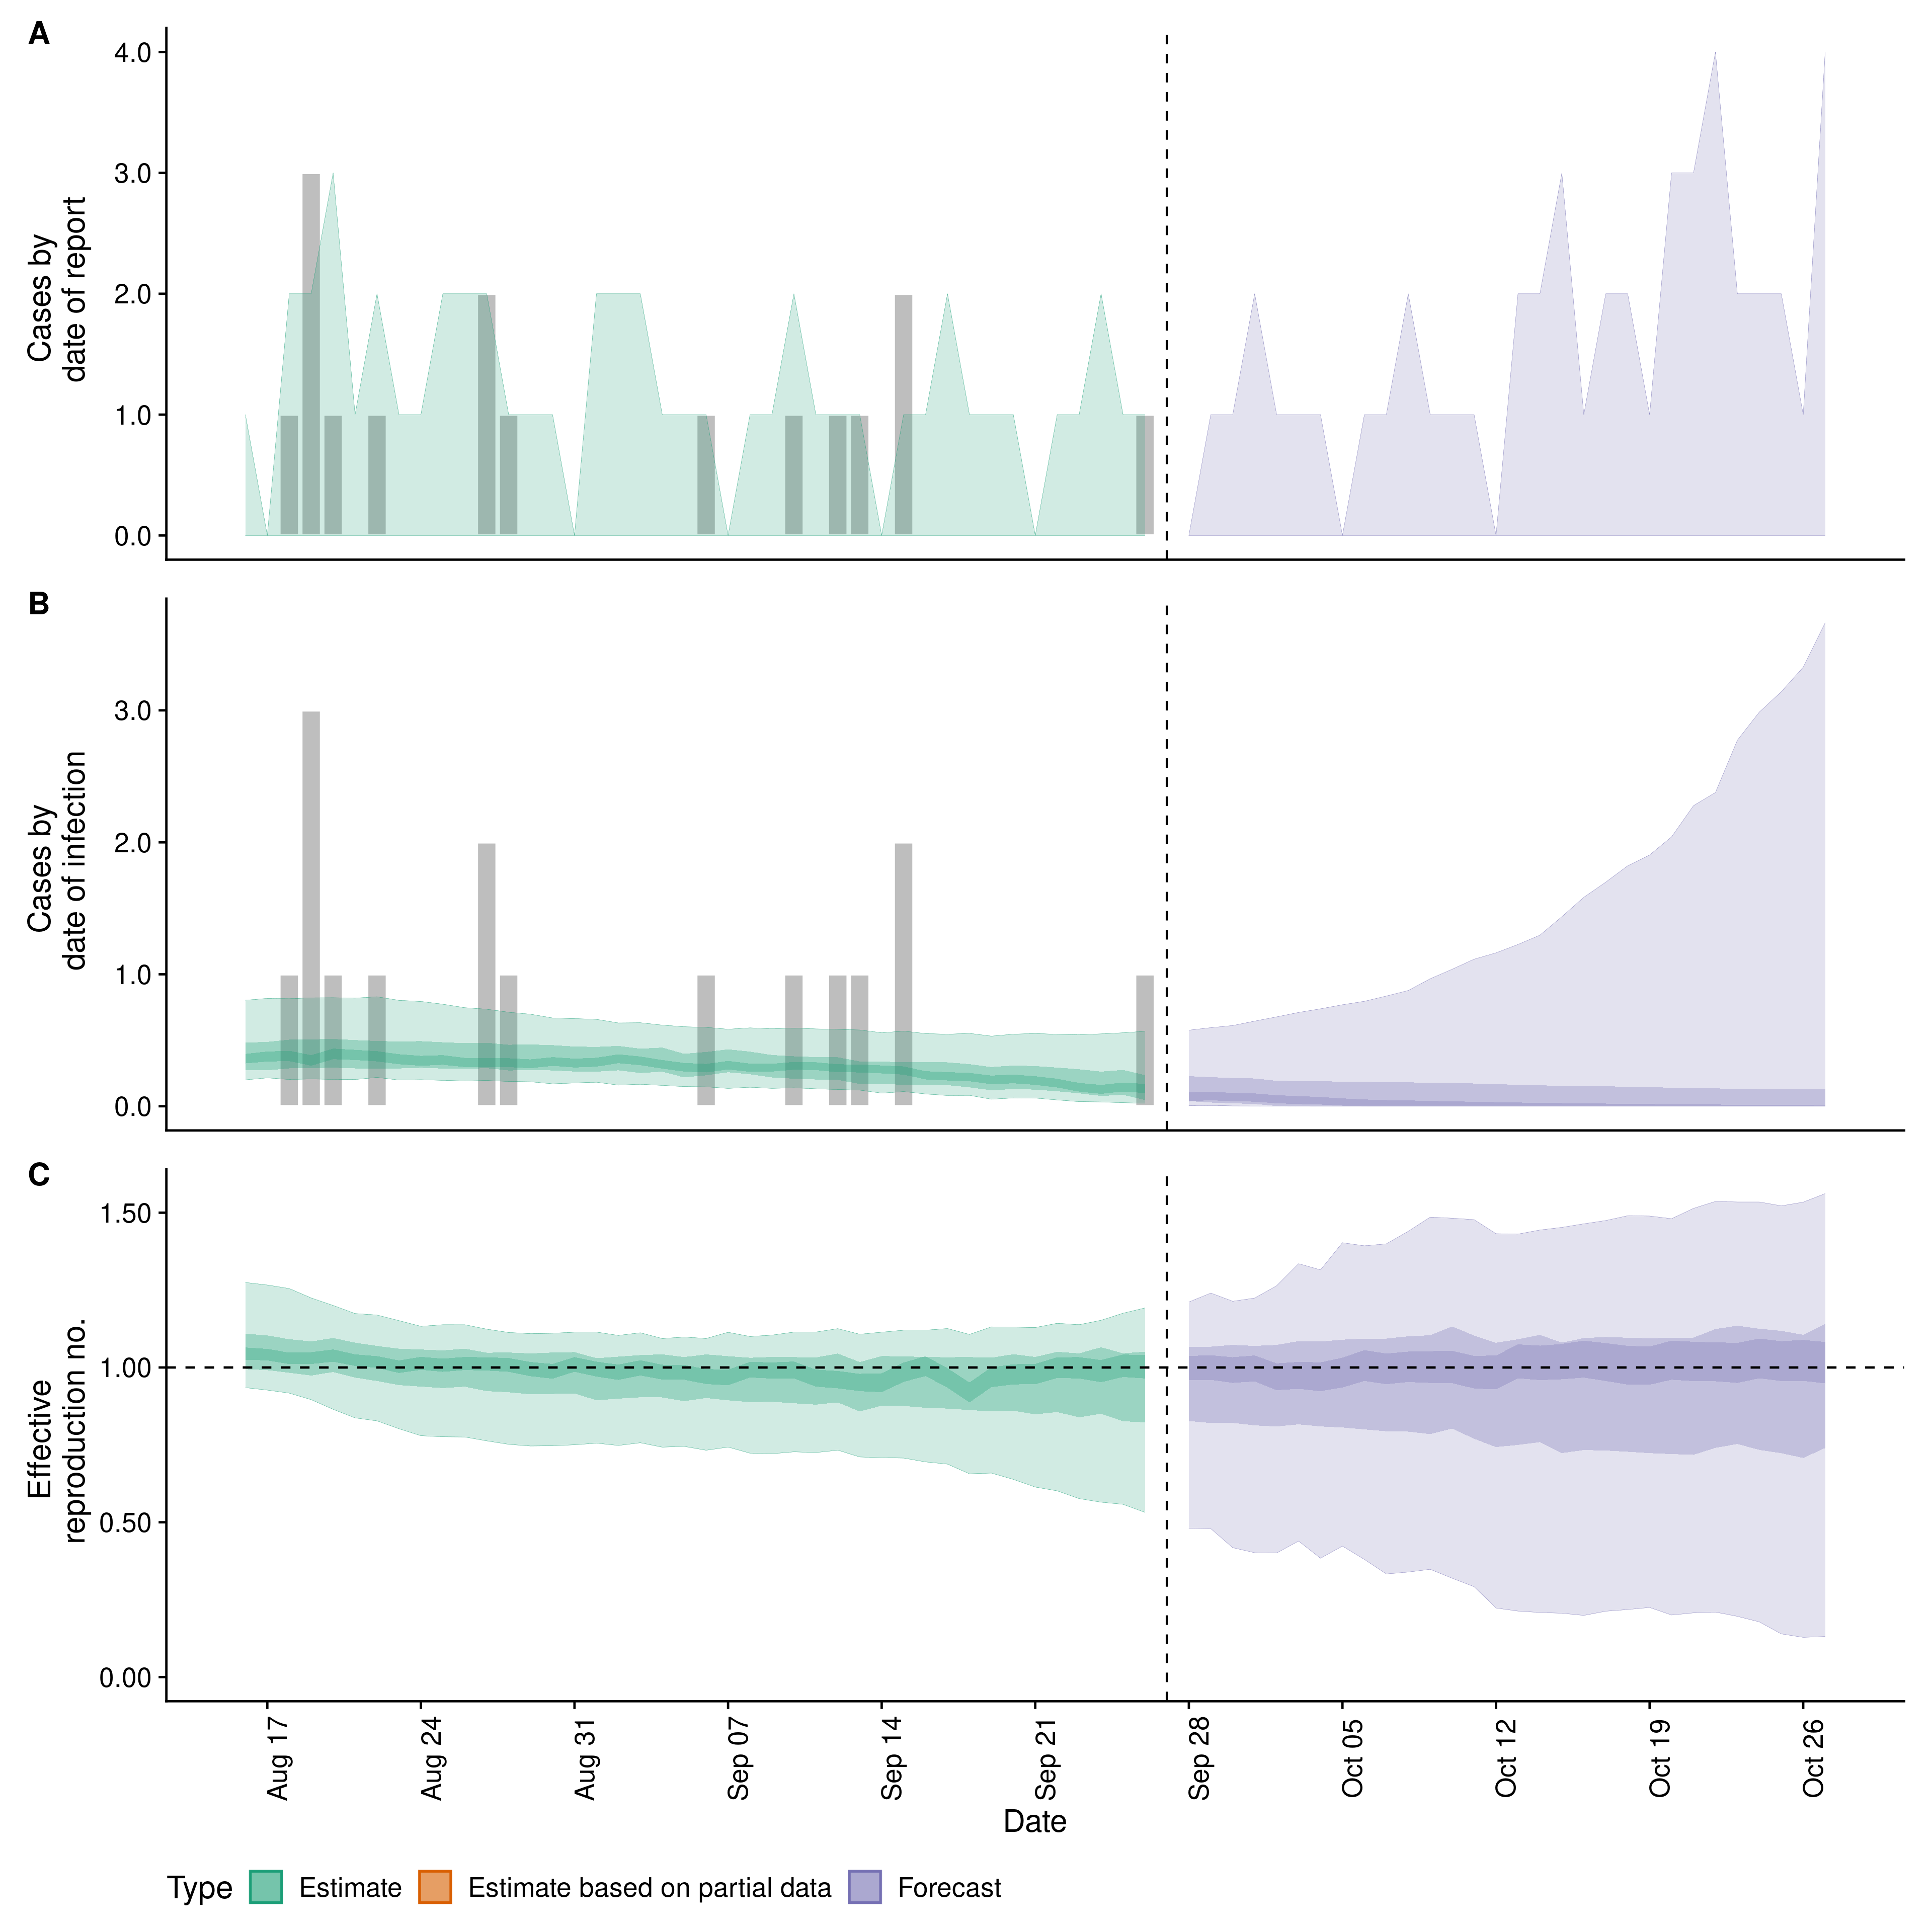 A
Cases by
date of report
4.0
3.0
2.0
1.0
0.0
B
Cases by
date of infection
3.0
2.0
1.0
0.0
C
Effective
reproduction no.
1.50
1.00
0.50
0.00
Aug 17
Aug 24
Aug 31
Sep 07
Sep 14
Sep 21
Sep 28
Oct 05
Oct 12
Oct 19
Oct 26
Date
Type Estimate Estimate based on partial data Forecast